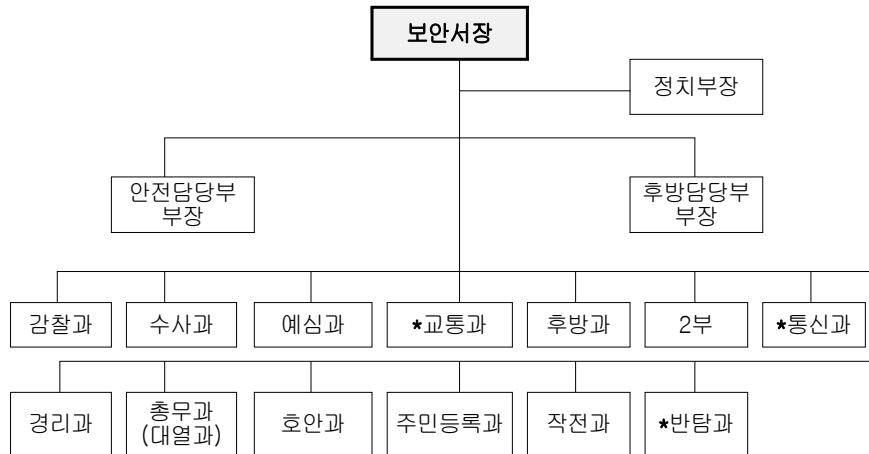 보안서장
정치부장
안전담당부
부장
후방담당부
부장
감찰과
수사과
예심과
*교통과
후방과
2부
*통신과
경리과
총무과
(대열과)
호안과
주민등록과
작전과
*반탐과